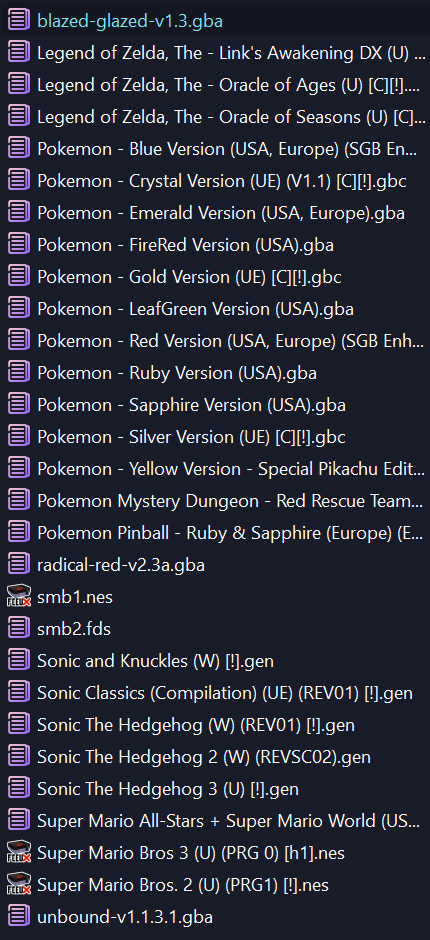 blazed-glazed-v1.3.gba
Legend of Zelda, The - Link's Awakening DX (U) ...
Legend of Zelda, The - Oracle of Ages (U) [C][!]....
Legend of Zelda, The - Oracle of Seasons (U) [C]...
Pokemon - Blue Version (USA, Europe) (SGB En...
Pokemon - Crystal Version (UE) (V1.1) [C][!].gbc
Pokemon - Emerald Version (USA, Europe).gba
Pokemon - FireRed Version (USA).gba
Pokemon - Gold Version (UE) [C][!].gbc
Pokemon - LeafGreen Version (USA).gba
Pokemon - Red Version (USA, Europe) (SGB Enh...
Pokemon - Ruby Version (USA).gba
Pokemon - Sapphire Version (USA).gba
Pokemon - Silver Version (UE) [C][!].gbc
Pokemon - Yellow Version - Special Pikachu Edit...
Pokemon Mystery Dungeon - Red Rescue Team...
Pokemon Pinball - Ruby & Sapphire (Europe) (E...
radical-red-v2.3a.gba
FCEUX smb1.nes
smb2.fds
Sonic and Knuckles (W) [!].gen
Sonic Classics (Compilation) (UE) (REV01) [!].gen
Sonic The Hedgehog (W) (REV01) [!].gen
Sonic The Hedgehog 2 (W) (REVSC02).gen
Sonic The Hedgehog 3 (U) [!].gen
Super Mario All-Stars + Super Mario World (US...
FCEUX Super Mario Bros 3 (U) (PRG 0) [h1].nes
FCEUX Super Mario Bros. 2 (U) (PRG1) [!].nes
unbound-v1.1.3.1.gba